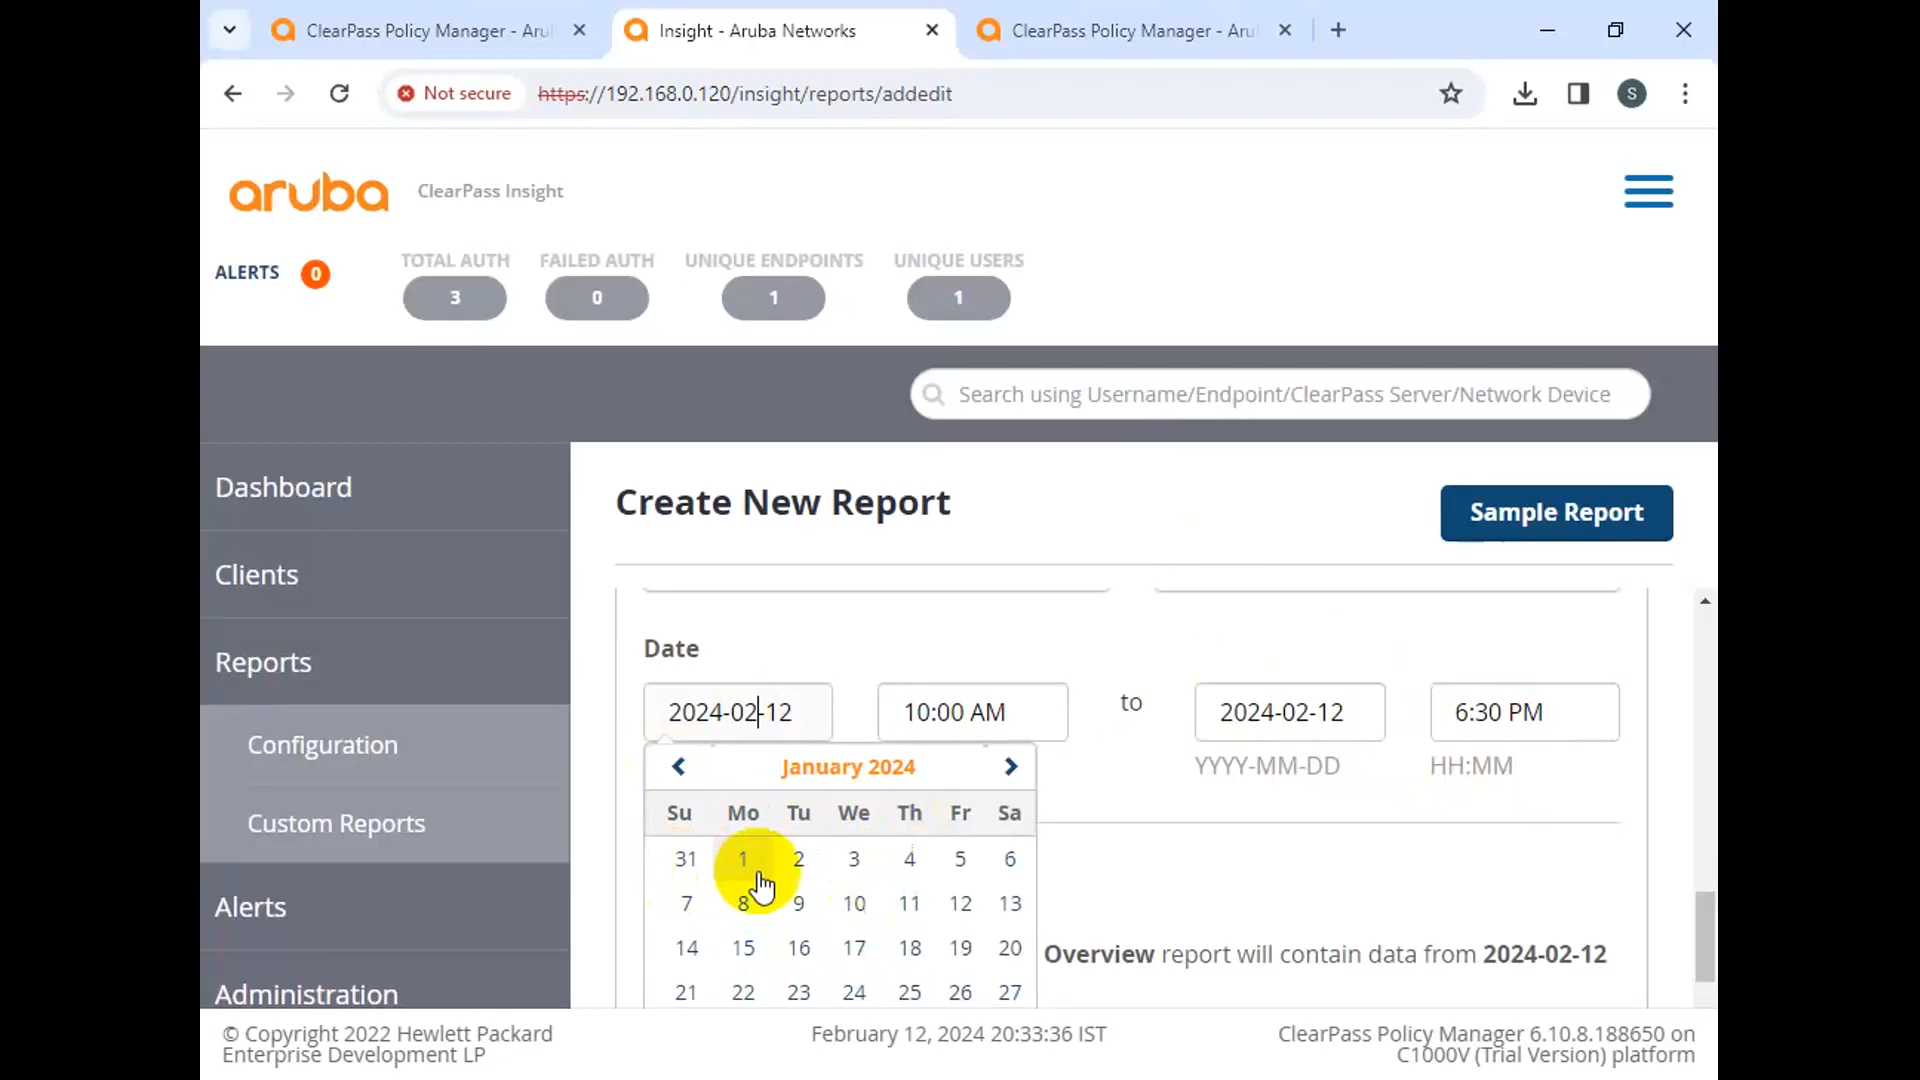 ClearPass Policy Manager - Aru
Insight - Aruba Networks
ClearPass Policy Manager - Aru
Not secure
https://192.168.0.120/insight/reports/addedit
S
aruba
ClearPass Insight
ALERTS 0
TOTAL AUTH FAILED AUTH UNIQUE ENDPOINTS UNIQUE USERS
3 0 1 1
Search using Username/Endpoint/ClearPass Server/Network Device
Dashboard
Clients
Reports
Configuration
Custom Reports
Alerts
Administration
Create New Report
Sample Report
Date
2024-02-12 10:00 AM to 2024-02-12 6:30 PM
YYYY-MM-DD HH:MM
January 2024
Su Mo Tu We Th Fr Sa
31 1 2 3 4 5 6
7 8 9 10 11 12 13
14 15 16 17 18 19 20
21 22 23 24 25 26 27
Overview report will contain data from 2024-02-12
© Copyright 2022 Hewlett Packard
Enterprise Development LP
February 12, 2024 20:33:36 IST
ClearPass Policy Manager 6.10.8.188650 on
C1000V (Trial Version) platform